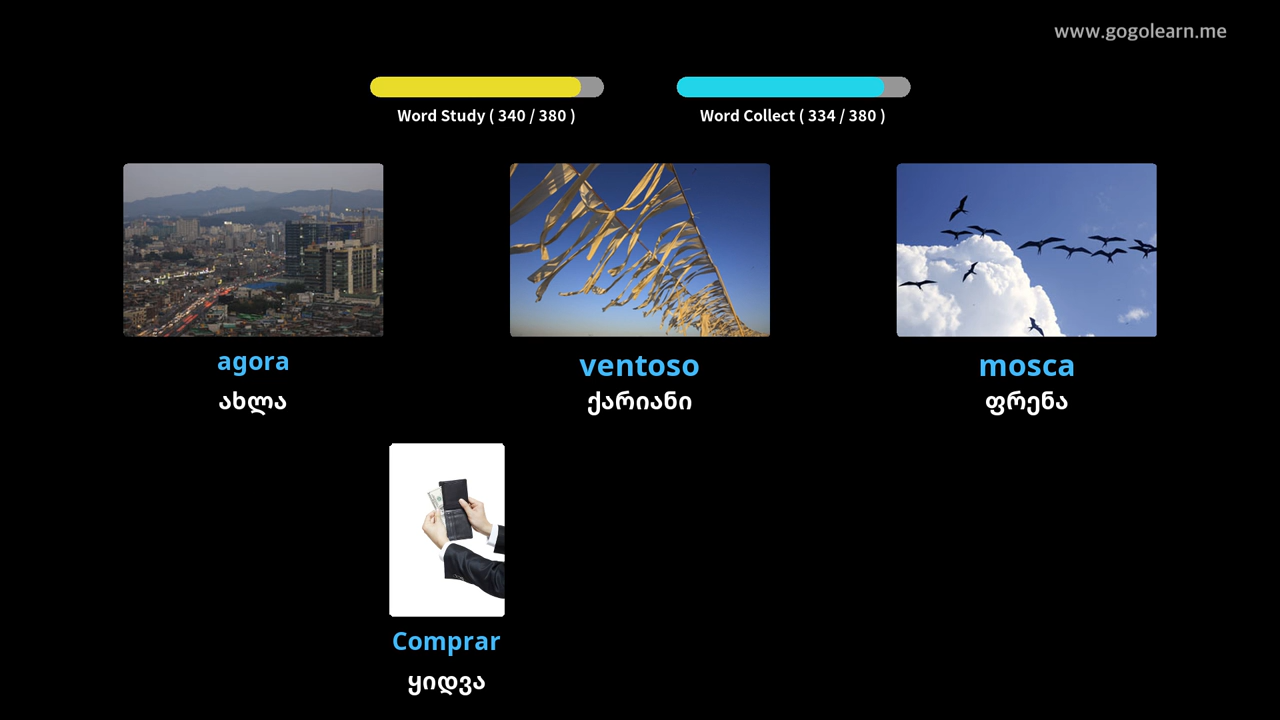 www.gogolearn.me
Word Study ( 340 / 380 )
Word Collect ( 334 / 380 )
agora
ახლა
ventoso
ქარიანი
mosca
ფრენა
Comprar
ყიდვა